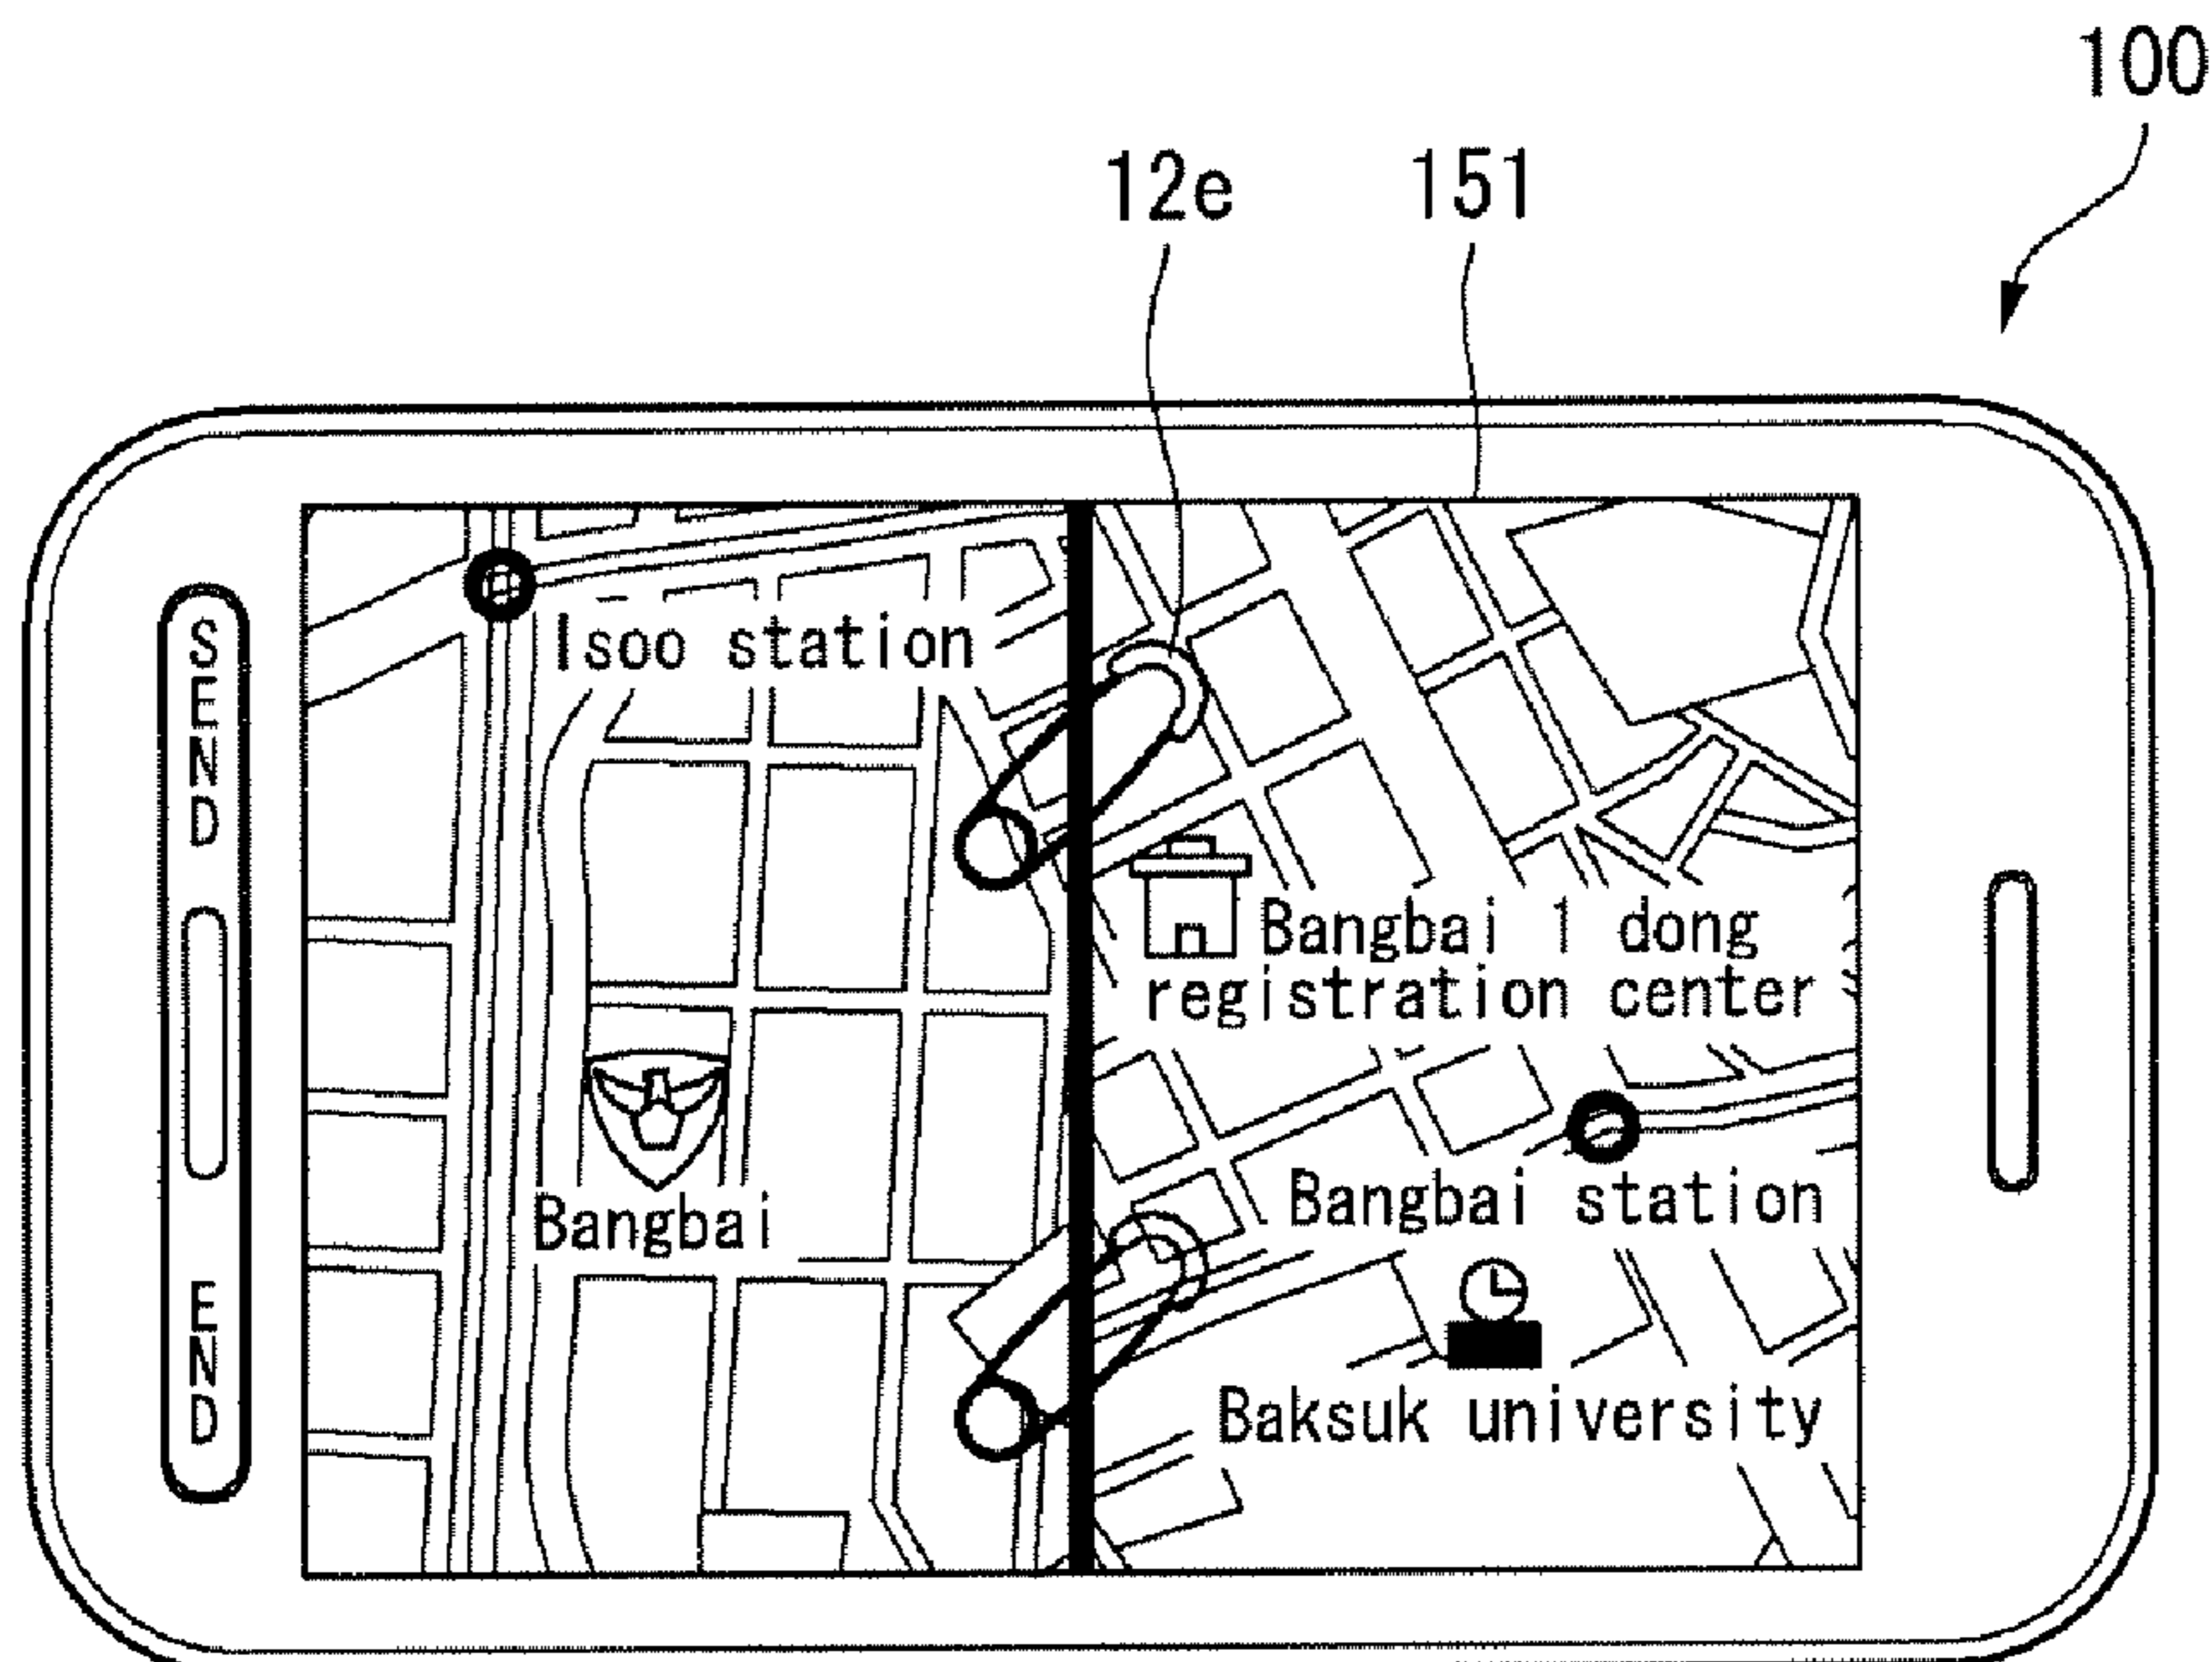 100
12e
151
SEND
END
Isoo station
Bangbai
Bangbai 1 dong
registration center
Bangbai station
Baksuk university